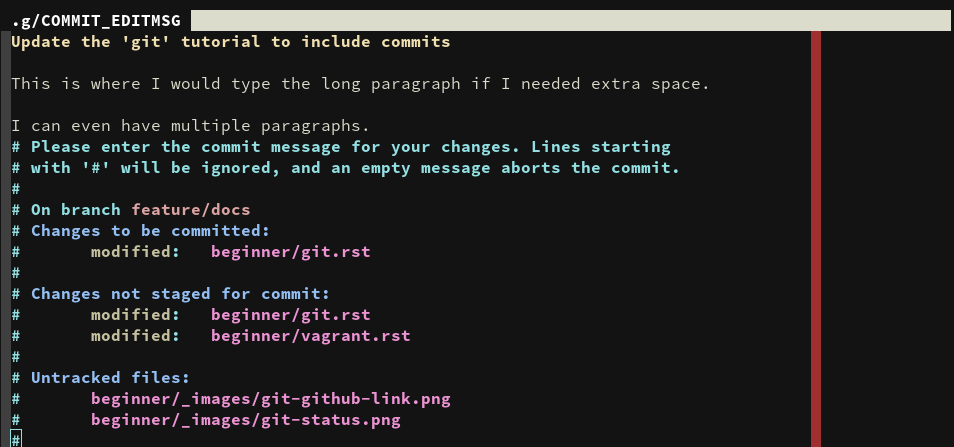 .g/COMMIT_EDITMSG
Update the 'git' tutorial to include commits
This is where I would type the long paragraph if I needed extra space.
I can even have multiple paragraphs.
# Please enter the commit message for your changes. Lines starting
# with '#' will be ignored, and an empty message aborts the commit.
#
# On branch feature/docs
# Changes to be committed:
#       modified:   beginner/git.rst
#
# Changes not staged for commit:
#       modified:   beginner/git.rst
#       modified:   beginner/vagrant.rst
#
# Untracked files:
#       beginner/_images/git-github-link.png
#       beginner/_images/git-status.png
#